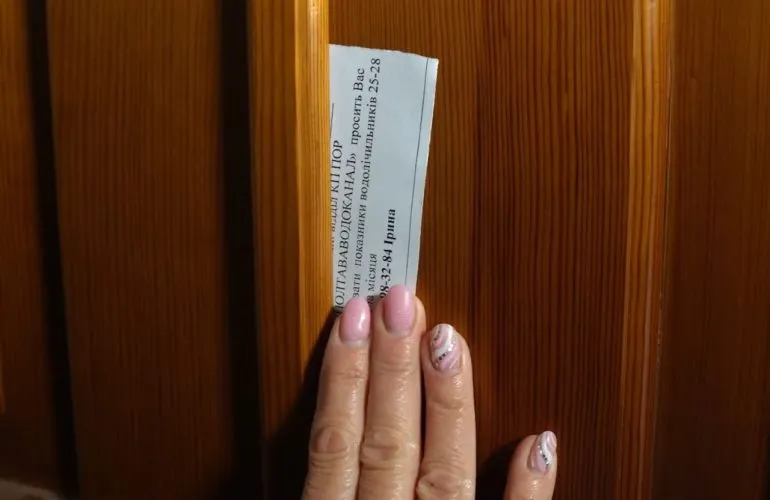 КП ПОР
ПОЛТАВАВОДОКАНАЛ» просить Вас
показники водолічильників 25-28
місяця
98-32-84 Ірина